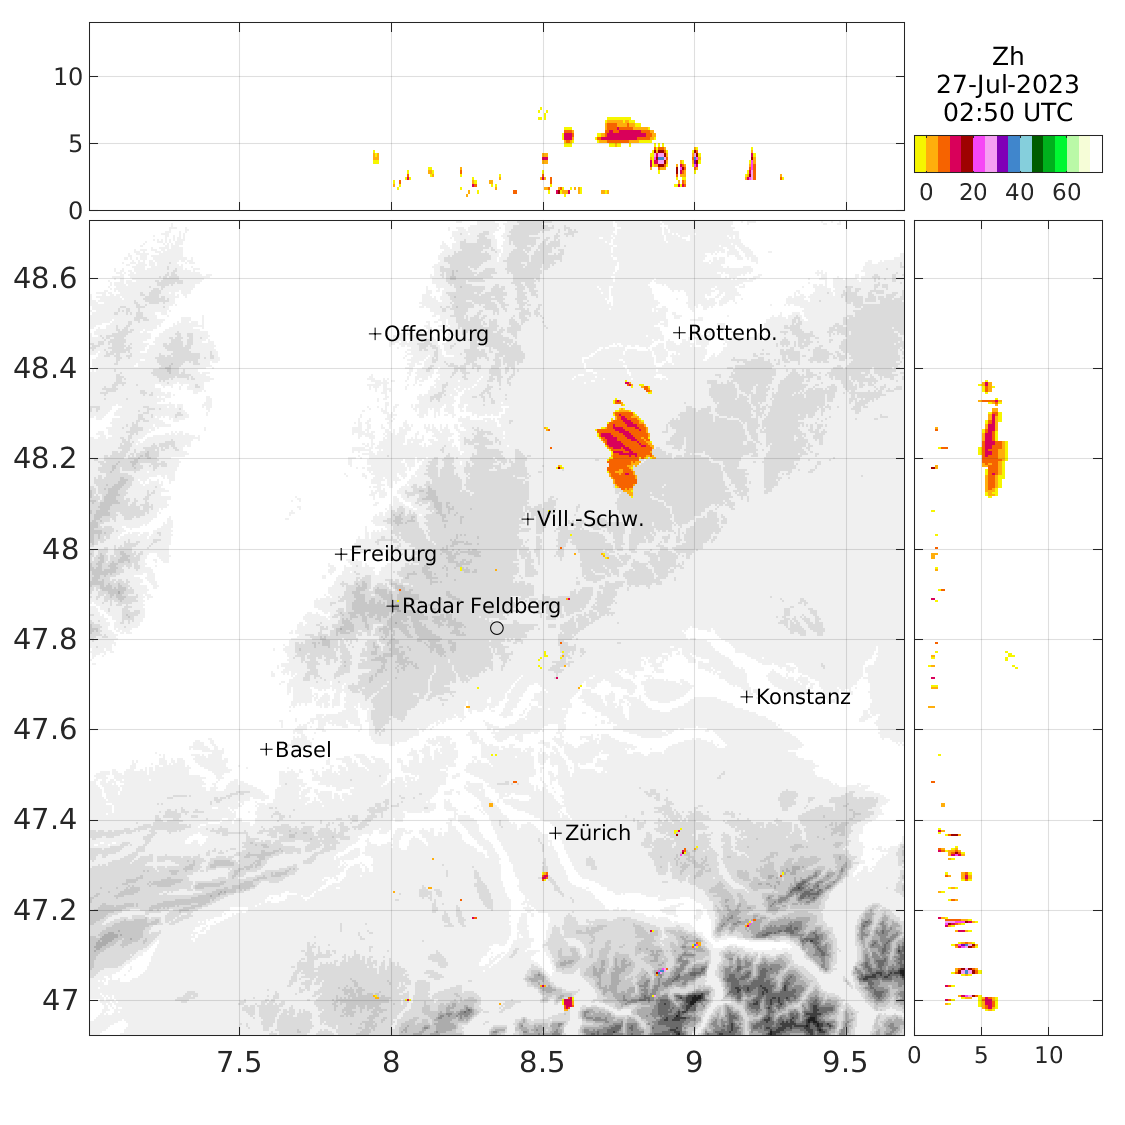 Zh
27-Jul-2023
02:50 UTC
0 20 40 60
10
5
0
48.6
48.4
48.2
48
47.8
47.6
47.4
47.2
47
Offenburg
Rottenb.
Vill.-Schw.
Freiburg
Radar Feldberg
Konstanz
Basel
Zürich
7.5 8 8.5 9 9.5
0 5 10